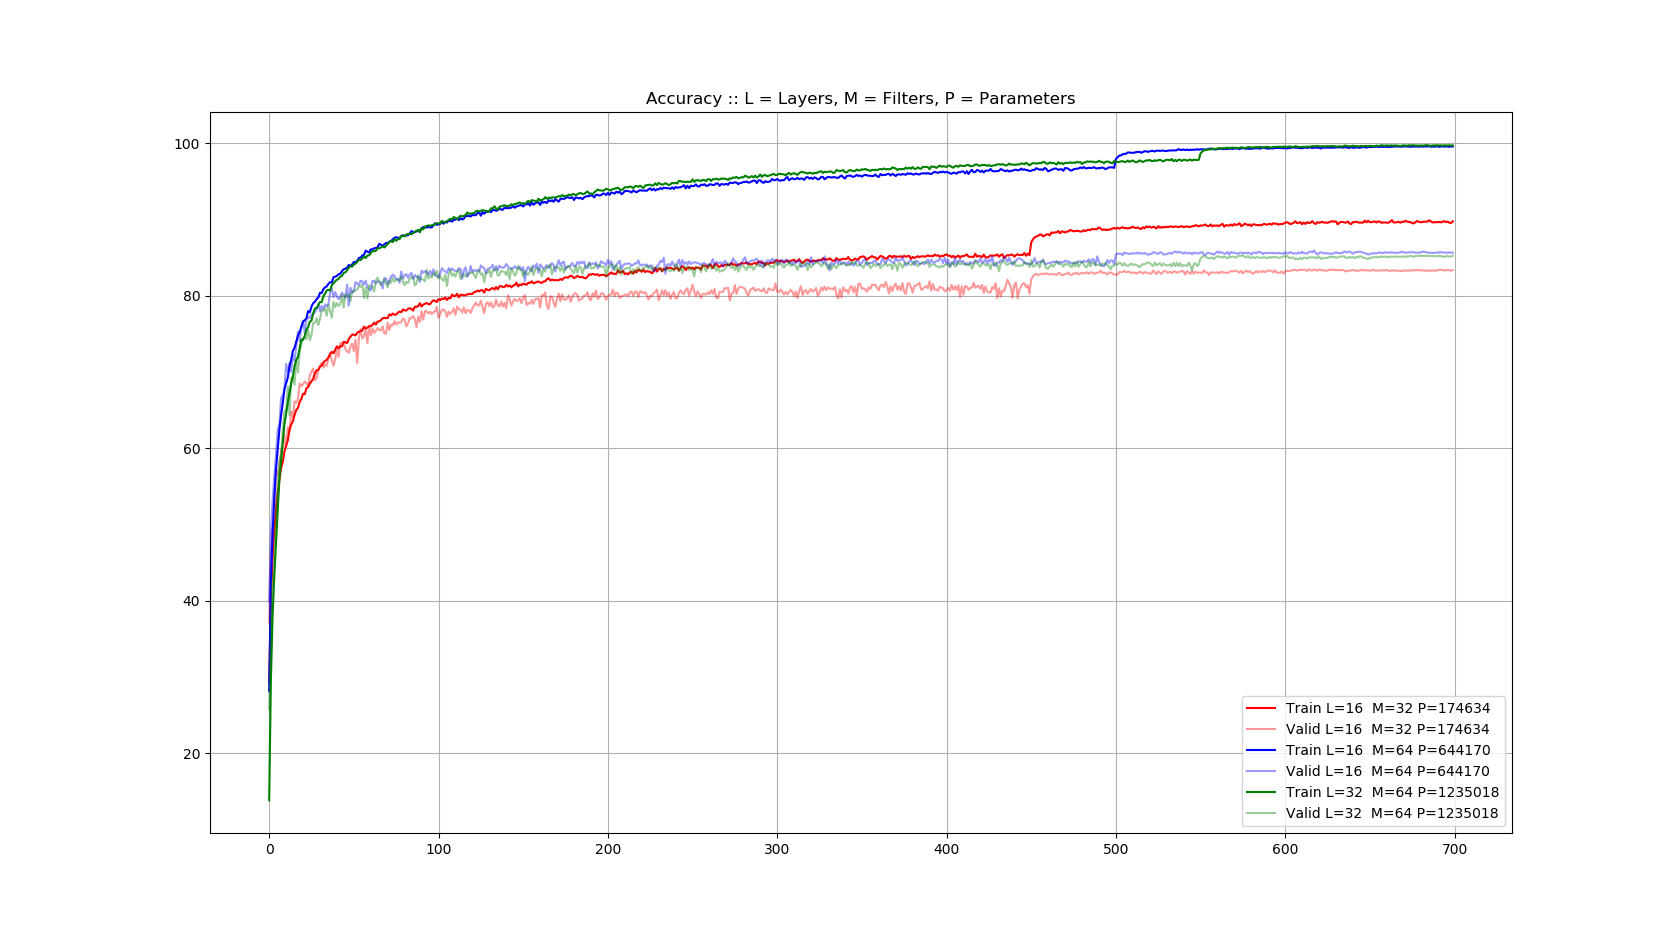 Accuracy :: L = Layers, M = Filters, P = Parameters
100
80
60
40
20
0 100 200 300 400 500 600 700
Train L=16  M=32 P=174634
Valid L=16  M=32 P=174634
Train L=16  M=64 P=644170
Valid L=16  M=64 P=644170
Train L=32  M=64 P=1235018
Valid L=32  M=64 P=1235018